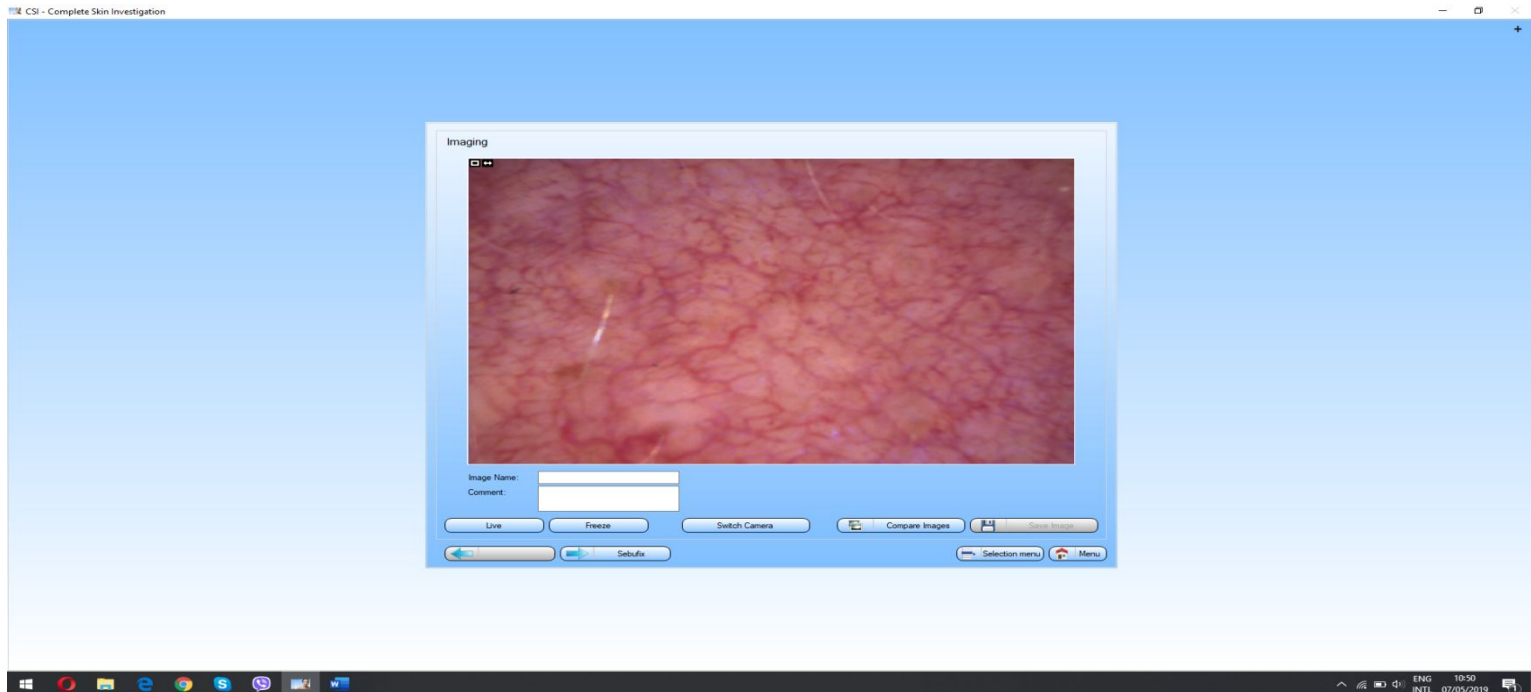 CSI - Complete Skin Investigation
Imaging
Image Name:
Comment:
Live
Freeze
Switch Camera
Compare Images
Save Image
Sebufix
Selection menu
Menu
ENG 10:50
INTL 07/05/2019